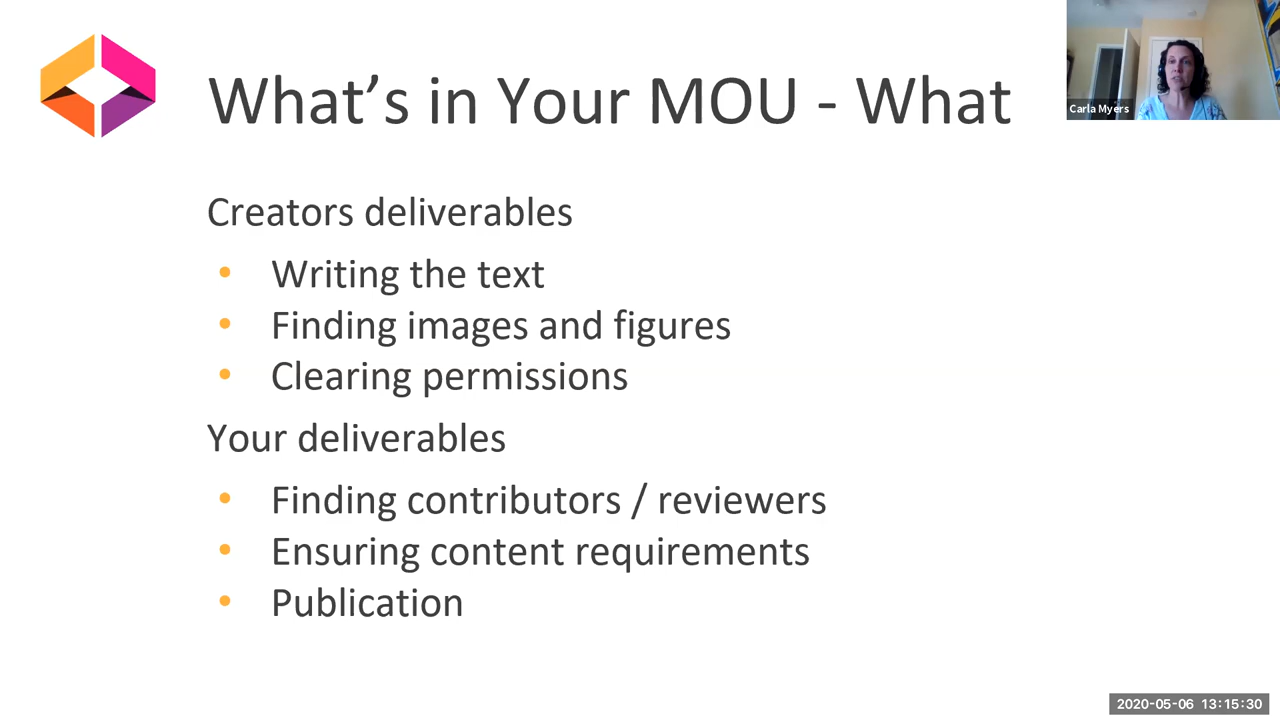 What’s in Your MOU - What
Carla Myers
Creators deliverables
• Writing the text
• Finding images and figures
• Clearing permissions
Your deliverables
• Finding contributors / reviewers
• Ensuring content requirements
• Publication
2020-05-06 13:15:30